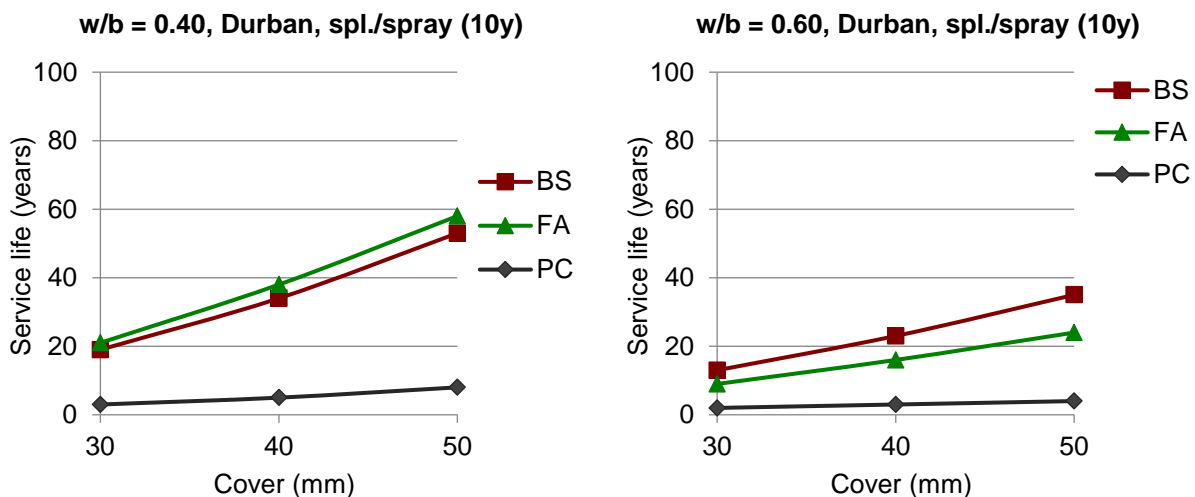 w/b = 0.40, Durban, spl./spray (10y)
100
80
60
40
20
0
30
40
50
Service life (years)
Cover (mm)
BS
FA
PC
w/b = 0.60, Durban, spl./spray (10y)
100
80
60
40
20
0
30
40
50
Service life (years)
Cover (mm)
BS
FA
PC